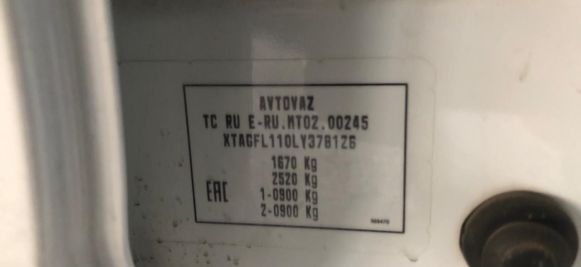 AVTOVAZ
TC RU E-RU.MT02.00245
XTAGFL110LY378126
1670 Kg
2520 Kg
EAC 1-0900 Kg
2-0900 Kg